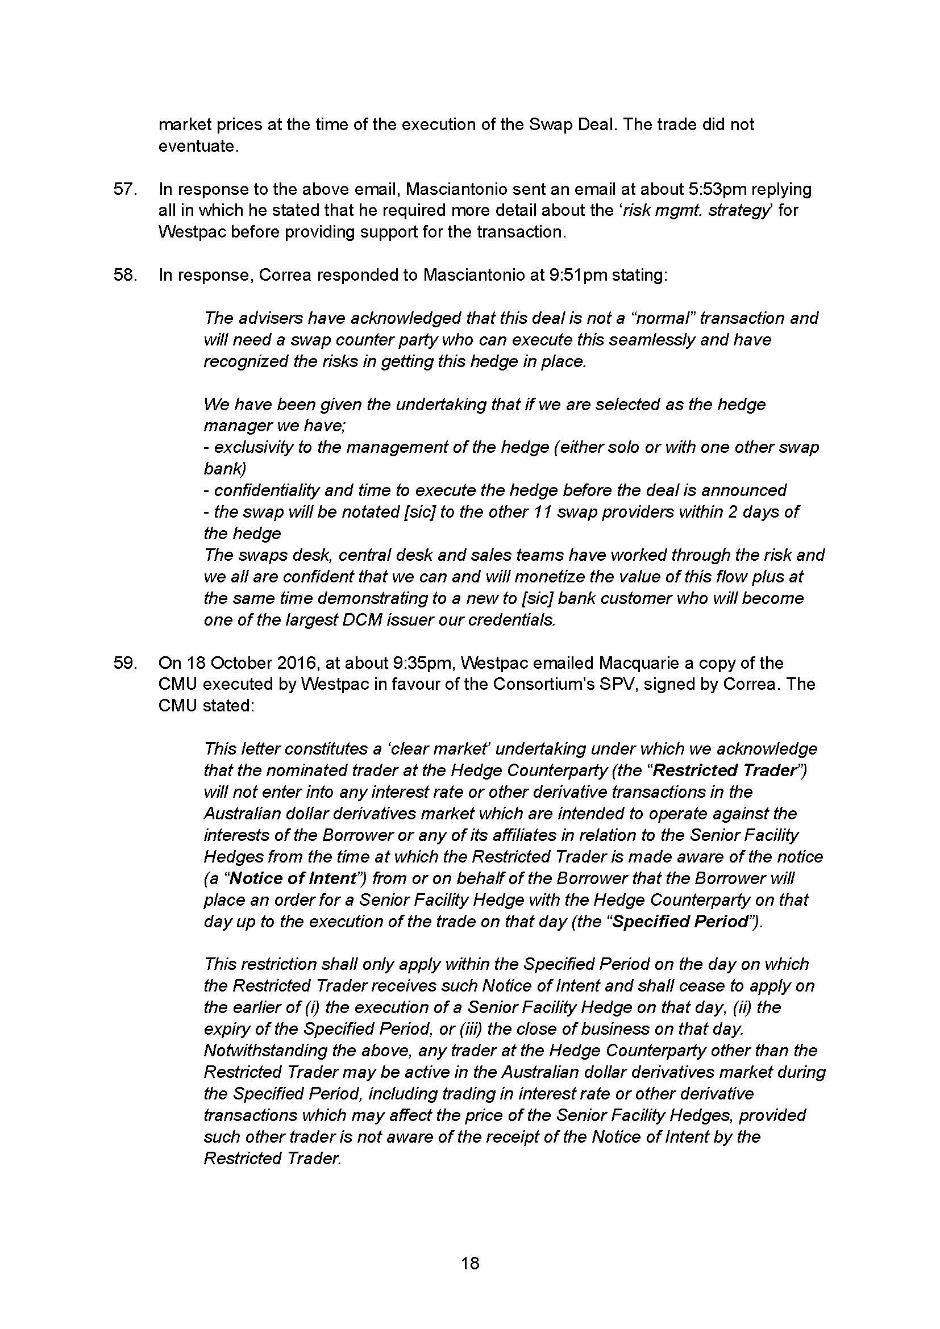 market prices at the time of the execution of the Swap Deal. The trade did not
eventuate.
57. In response to the above email, Masciantonio sent an email at about 5:53pm replying
all in which he stated that he required more detail about the ‘risk mgmt. strategy’ for
Westpac before providing support for the transaction.
58. In response, Correa responded to Masciantonio at 9:51pm stating:
The advisers have acknowledged that this deal is not a “normal” transaction and
will need a swap counter party who can execute this seamlessly and have
recognized the risks in getting this hedge in place.
We have been given the undertaking that if we are selected as the hedge
manager we have;
- exclusivity to the management of the hedge (either solo or with one other swap
bank)
- confidentiality and time to execute the hedge before the deal is announced
- the swap will be notated [sic] to the other 11 swap providers within 2 days of
the hedge
The swaps desk, central desk and sales teams have worked through the risk and
we all are confident that we can and will monetize the value of this flow plus at
the same time demonstrating to a new to [sic] bank customer who will become
one of the largest DCM issuer our credentials.
59. On 18 October 2016, at about 9:35pm, Westpac emailed Macquarie a copy of the
CMU executed by Westpac in favour of the Consortium's SPV, signed by Correa. The
CMU stated:
This letter constitutes a ‘clear market’ undertaking under which we acknowledge
that the nominated trader at the Hedge Counterparty (the “Restricted Trader”)
will not enter into any interest rate or other derivative transactions in the
Australian dollar derivatives market which are intended to operate against the
interests of the Borrower or any of its affiliates in relation to the Senior Facility
Hedges from the time at which the Restricted Trader is made aware of the notice
(a “Notice of Intent”) from or on behalf of the Borrower that the Borrower will
place an order for a Senior Facility Hedge with the Hedge Counterparty on that
day up to the execution of the trade on that day (the “Specified Period”).
This restriction shall only apply within the Specified Period on the day on which
the Restricted Trader receives such Notice of Intent and shall cease to apply on
the earlier of (i) the execution of a Senior Facility Hedge on that day, (ii) the
expiry of the Specified Period, or (iii) the close of business on that day.
Notwithstanding the above, any trader at the Hedge Counterparty other than the
Restricted Trader may be active in the Australian dollar derivatives market during
the Specified Period, including trading in interest rate or other derivative
transactions which may affect the price of the Senior Facility Hedges, provided
such other trader is not aware of the receipt of the Notice of Intent by the
Restricted Trader.
18